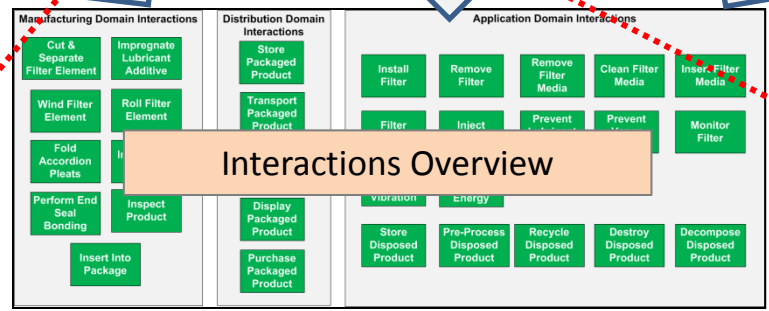 Manufacturing Domain Interactions
Cut &
Separate
Filter Element
Impregnate
Lubricant
Additive
Wind Filter
Element
Roll Filter
Element
Fold
Accordion
Pleats
Perform End
Seal
Bonding
Inspect
Product
Insert Into
Package
Distribution Domain
Interactions
Store
Packaged
Product
Transport
Packaged
Product
Display
Packaged
Product
Purchase
Packaged
Product
Application Domain Interactions
Install
Filter
Remove
Filter
Remove
Filter
Media
Clean Filter
Media
Insert Filter
Media
Filter
Inject
Prevent
Prevent
Monitor
Filter
Vibration
Energy
Store
Disposed
Product
Pre-Process
Disposed
Product
Recycle
Disposed
Product
Destroy
Disposed
Product
Decompose
Disposed
Product
Interactions Overview